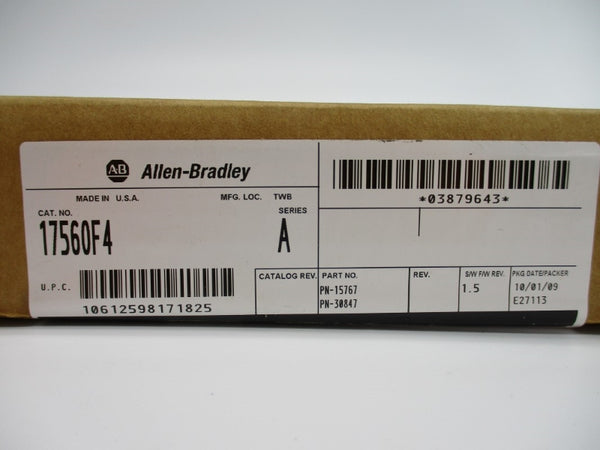 AB Allen-Bradley
MADE IN U.S.A. MFG. LOC. TWB
CAT. NO. SERIES
1756OF4 A
U.P.C.
10612598171825
*03879643*
CATALOG REV. PART NO. REV. S/W F/W REV. PKG DATE/PACKER
PN-15767 1.5 10/01/09
PN-30847 E27113